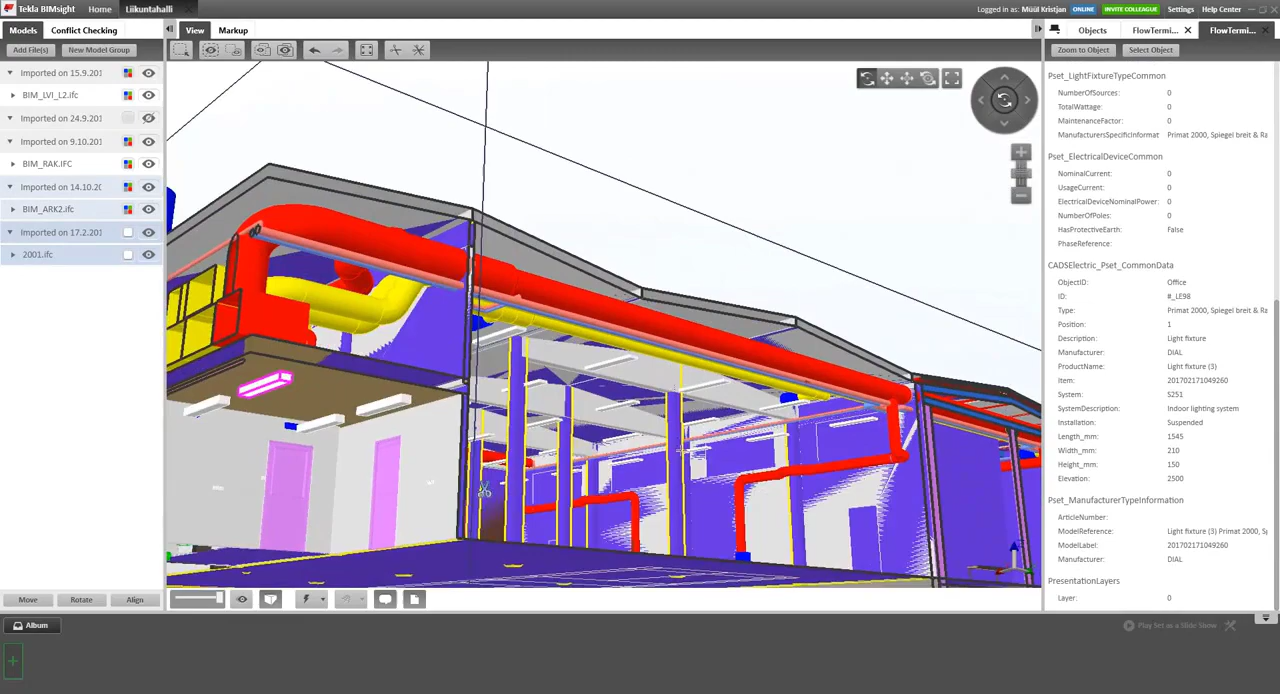 Tekla BIMsight
Home
Liikuntahalli
Logged in as: Müül Kristjan
ONLINE
INVITE COLLEAGUE
Settings
Help Center
Models
Conflict Checking
View
Markup
Objects
FlowTermi...
FlowTermi...
Add File(s)
New Model Group
Zoom to Object
Select Object
Imported on 15.9.201
BIM_LVI_L2.ifc
Imported on 24.9.201
Imported on 9.10.201
BIM_RAK.IFC
Imported on 14.10.20
BIM_ARK2.ifc
Imported on 17.2.201
2001.ifc
Pset_LightFixtureTypeCommon
NumberOfSources: 0
TotalWattage: 0
MaintenanceFactor: 0
ManufacturersSpecificInformat Primat 2000, Spiegel breit & Ra
Pset_ElectricalDeviceCommon
NominalCurrent: 0
UsageCurrent: 0
ElectricalDeviceNominalPower: 0
NumberOfPoles: 0
HasProtectiveEarth: False
PhaseReference:
CADSElectric_Pset_CommonData
ObjectID: Office
ID: #_LE98
Type: Primat 2000, Spiegel breit & Ra
Position: 1
Description: Light fixture
Manufacturer: DIAL
ProductName: Light fixture (3)
Item: 201702171049260
System: S251
SystemDescription: Indoor lighting system
Installation: Suspended
Length_mm: 1545
Width_mm: 210
Height_mm: 150
Elevation: 2500
Pset_ManufacturerTypeInformation
ArticleNumber:
ModelReference: Light fixture (3) Primat 2000, Sp
ModelLabel: 201702171049260
Manufacturer: DIAL
PresentationLayers
Layer: 0
Move
Rotate
Align
Album
Play Set as a Slide Show